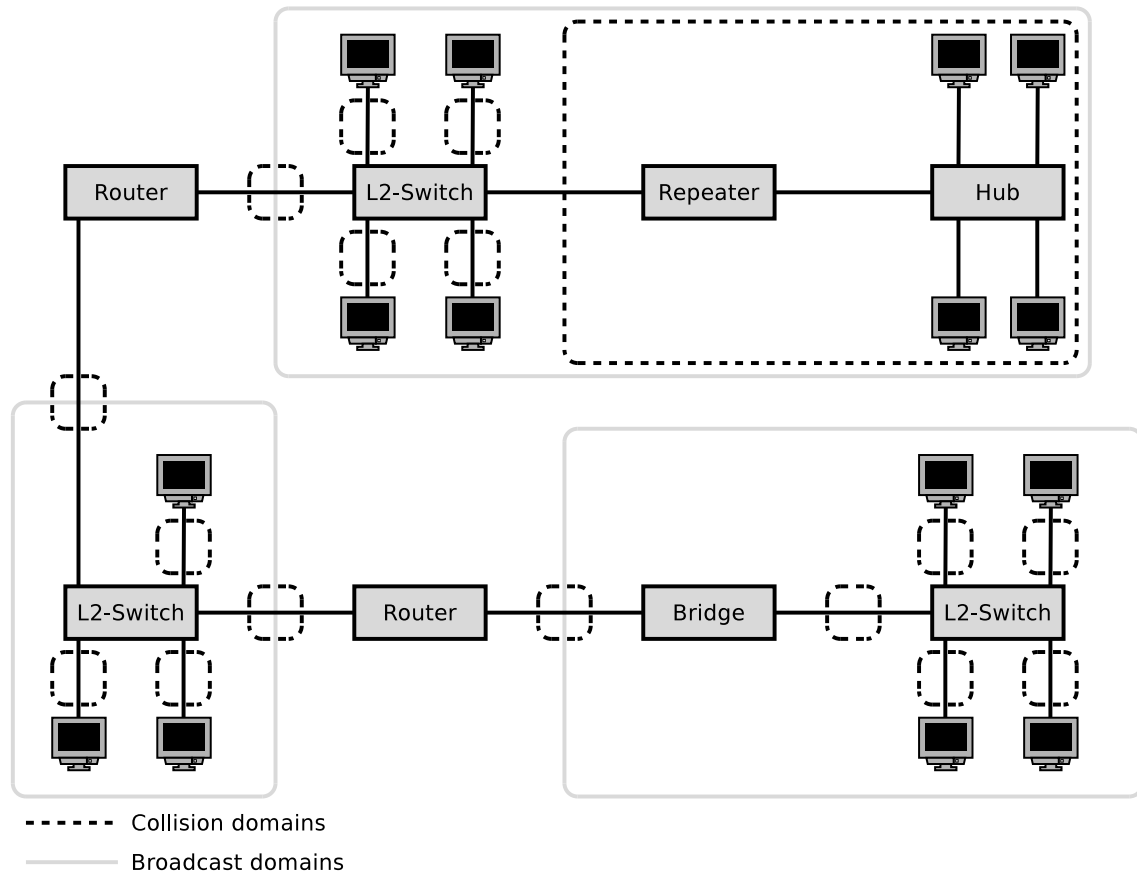 Router
L2-Switch
Repeater
Hub
L2-Switch
Router
Bridge
L2-Switch
Collision domains
Broadcast domains